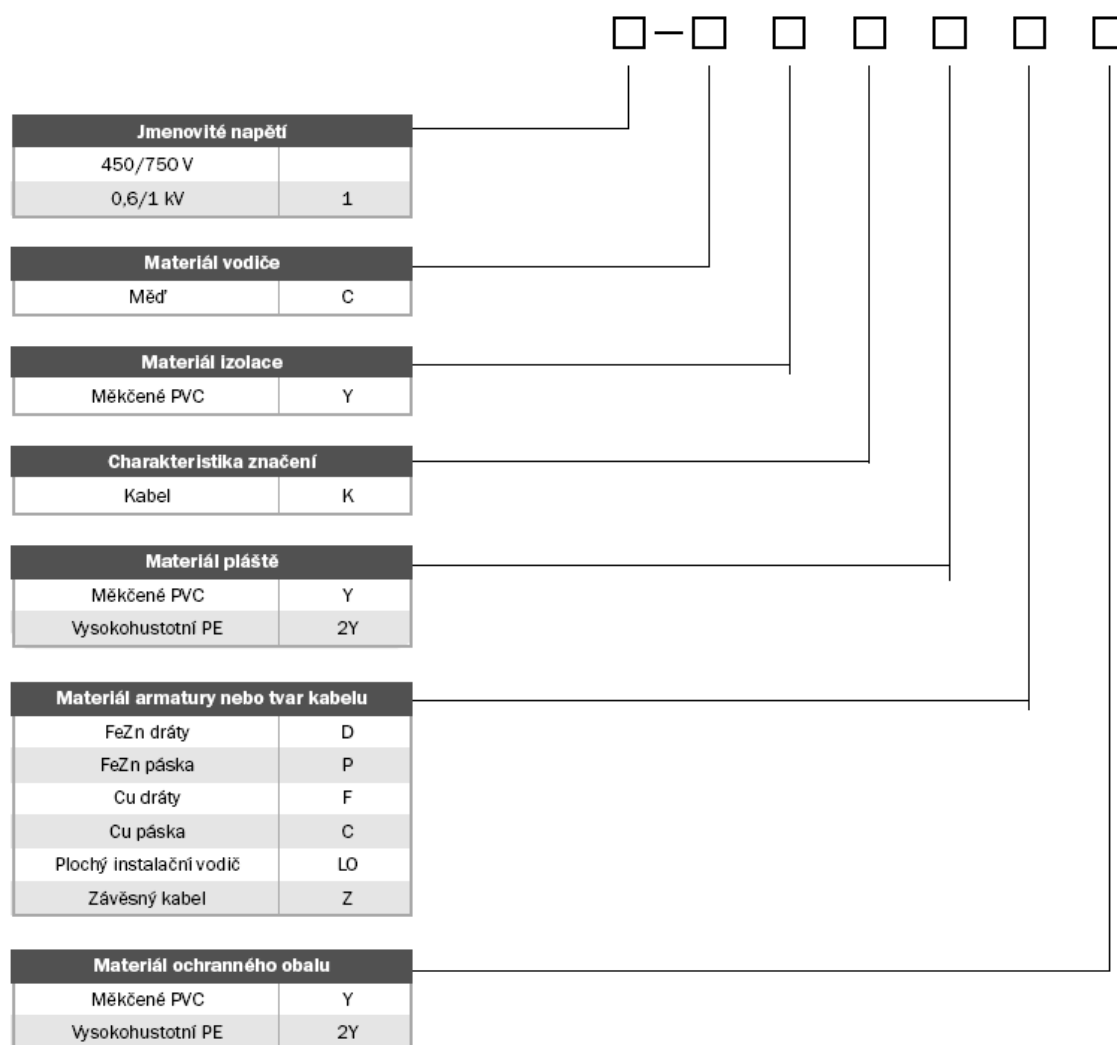 Jmenovité napětí
450/750 V
0,6/1 kV 1
Materiál vodiče
Měď C
Materiál izolace
Měkčené PVC Y
Charakteristika značení
Kabel K
Materiál pláště
Měkčené PVC Y
Vysokohustotní PE 2Y
Materiál armatury nebo tvar kabelu
FeZn dráty D
FeZn páska P
Cu dráty F
Cu páska C
Plochý instalační vodič LO
Závěsný kabel Z
Materiál ochranného obalu
Měkčené PVC Y
Vysokohustotní PE 2Y